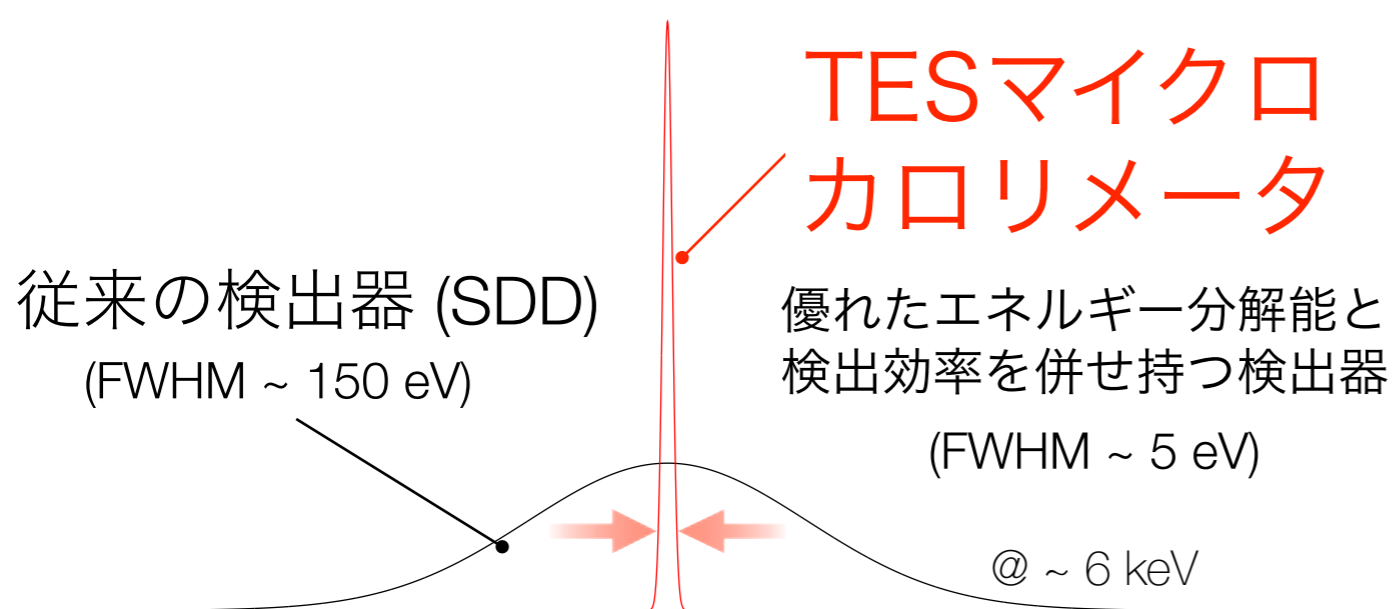 TESマイクロ
カロリメータ
従来の検出器 (SDD)
(FWHM ~ 150 eV)
優れたエネルギー分解能と
検出効率を併せ持つ検出器
(FWHM ~ 5 eV)
@ ~ 6 keV